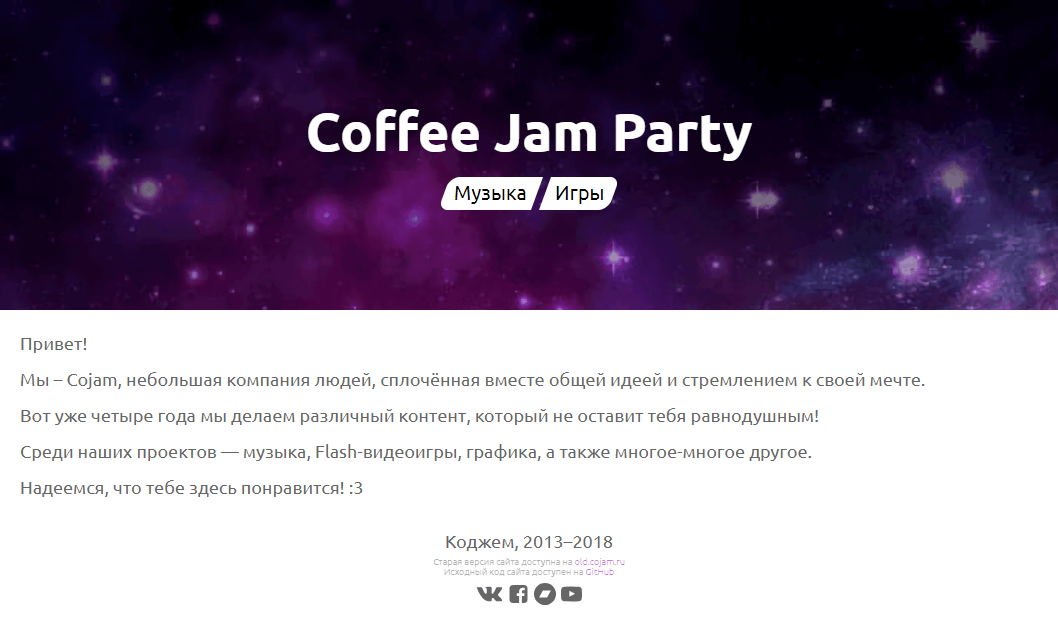 Coffee Jam Party
Музыка Игры
Привет!
Мы – Cojam, небольшая компания людей, сплочённая вместе общей идеей и стремлением к своей мечте.
Вот уже четыре года мы делаем различный контент, который не оставит тебя равнодушным!
Среди наших проектов — музыка, Flash-видеоигры, графика, а также многое-многое другое.
Надеемся, что тебе здесь понравится! :3
Коджем, 2013–2018
Старая версия сайта доступна на old.cojam.ru
Исходный код сайта доступен на GitHub